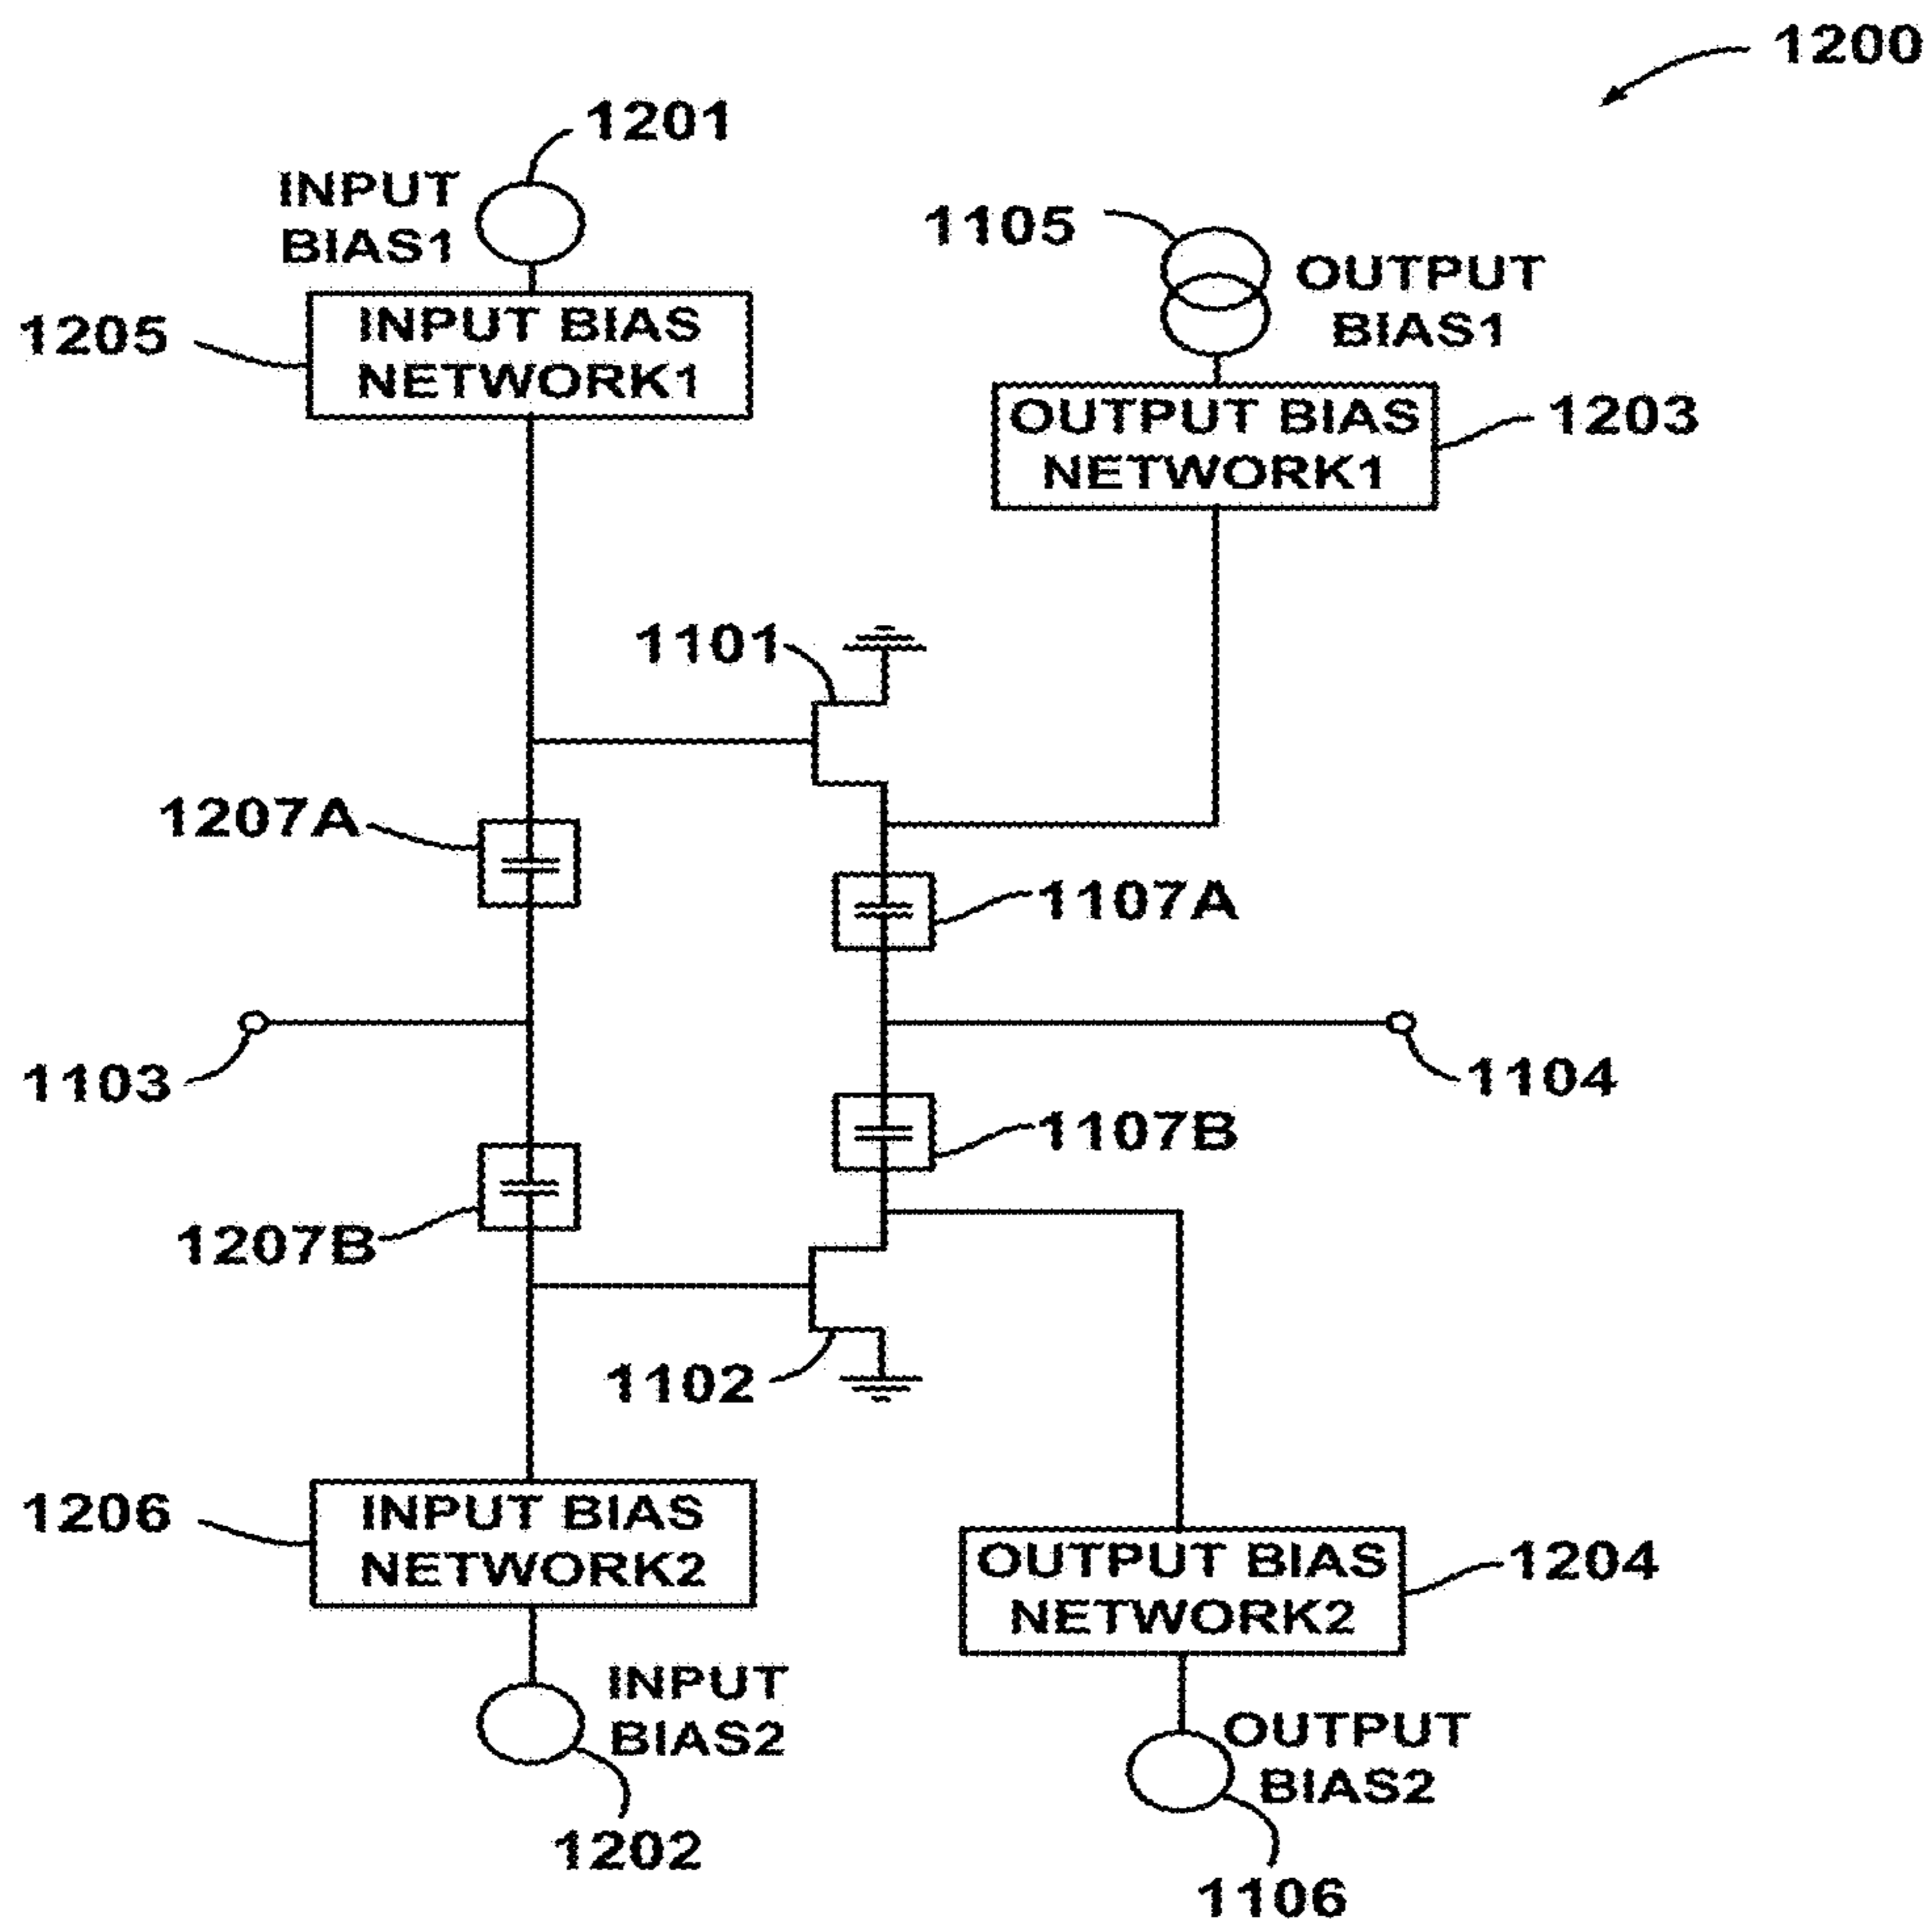 1200
1201
INPUT
BIAS1
1105
OUTPUT
BIAS1
1205
INPUT BIAS
NETWORK1
OUTPUT BIAS
NETWORK1
1203
1101
1207A
1107A
1103
1104
1107B
1207B
1102
1206
INPUT BIAS
NETWORK2
OUTPUT BIAS
NETWORK2
1204
INPUT
BIAS2
OUTPUT
BIAS2
1202
1106